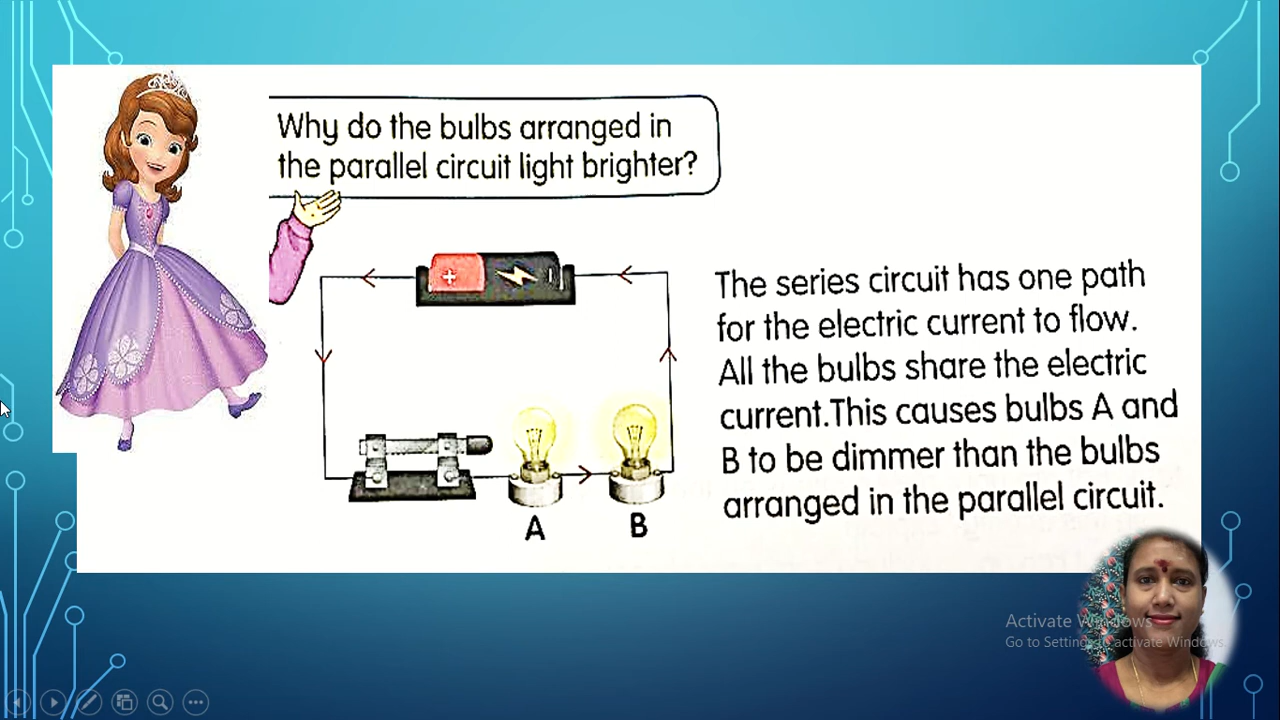 Why do the bulbs arranged in
the parallel circuit light brighter?
+
The series circuit has one path
for the electric current to flow.
All the bulbs share the electric
current.This causes bulbs A and
B to be dimmer than the bulbs
arranged in the parallel circuit.
A
B
Activate Windows
Go to Settings to activate Windows